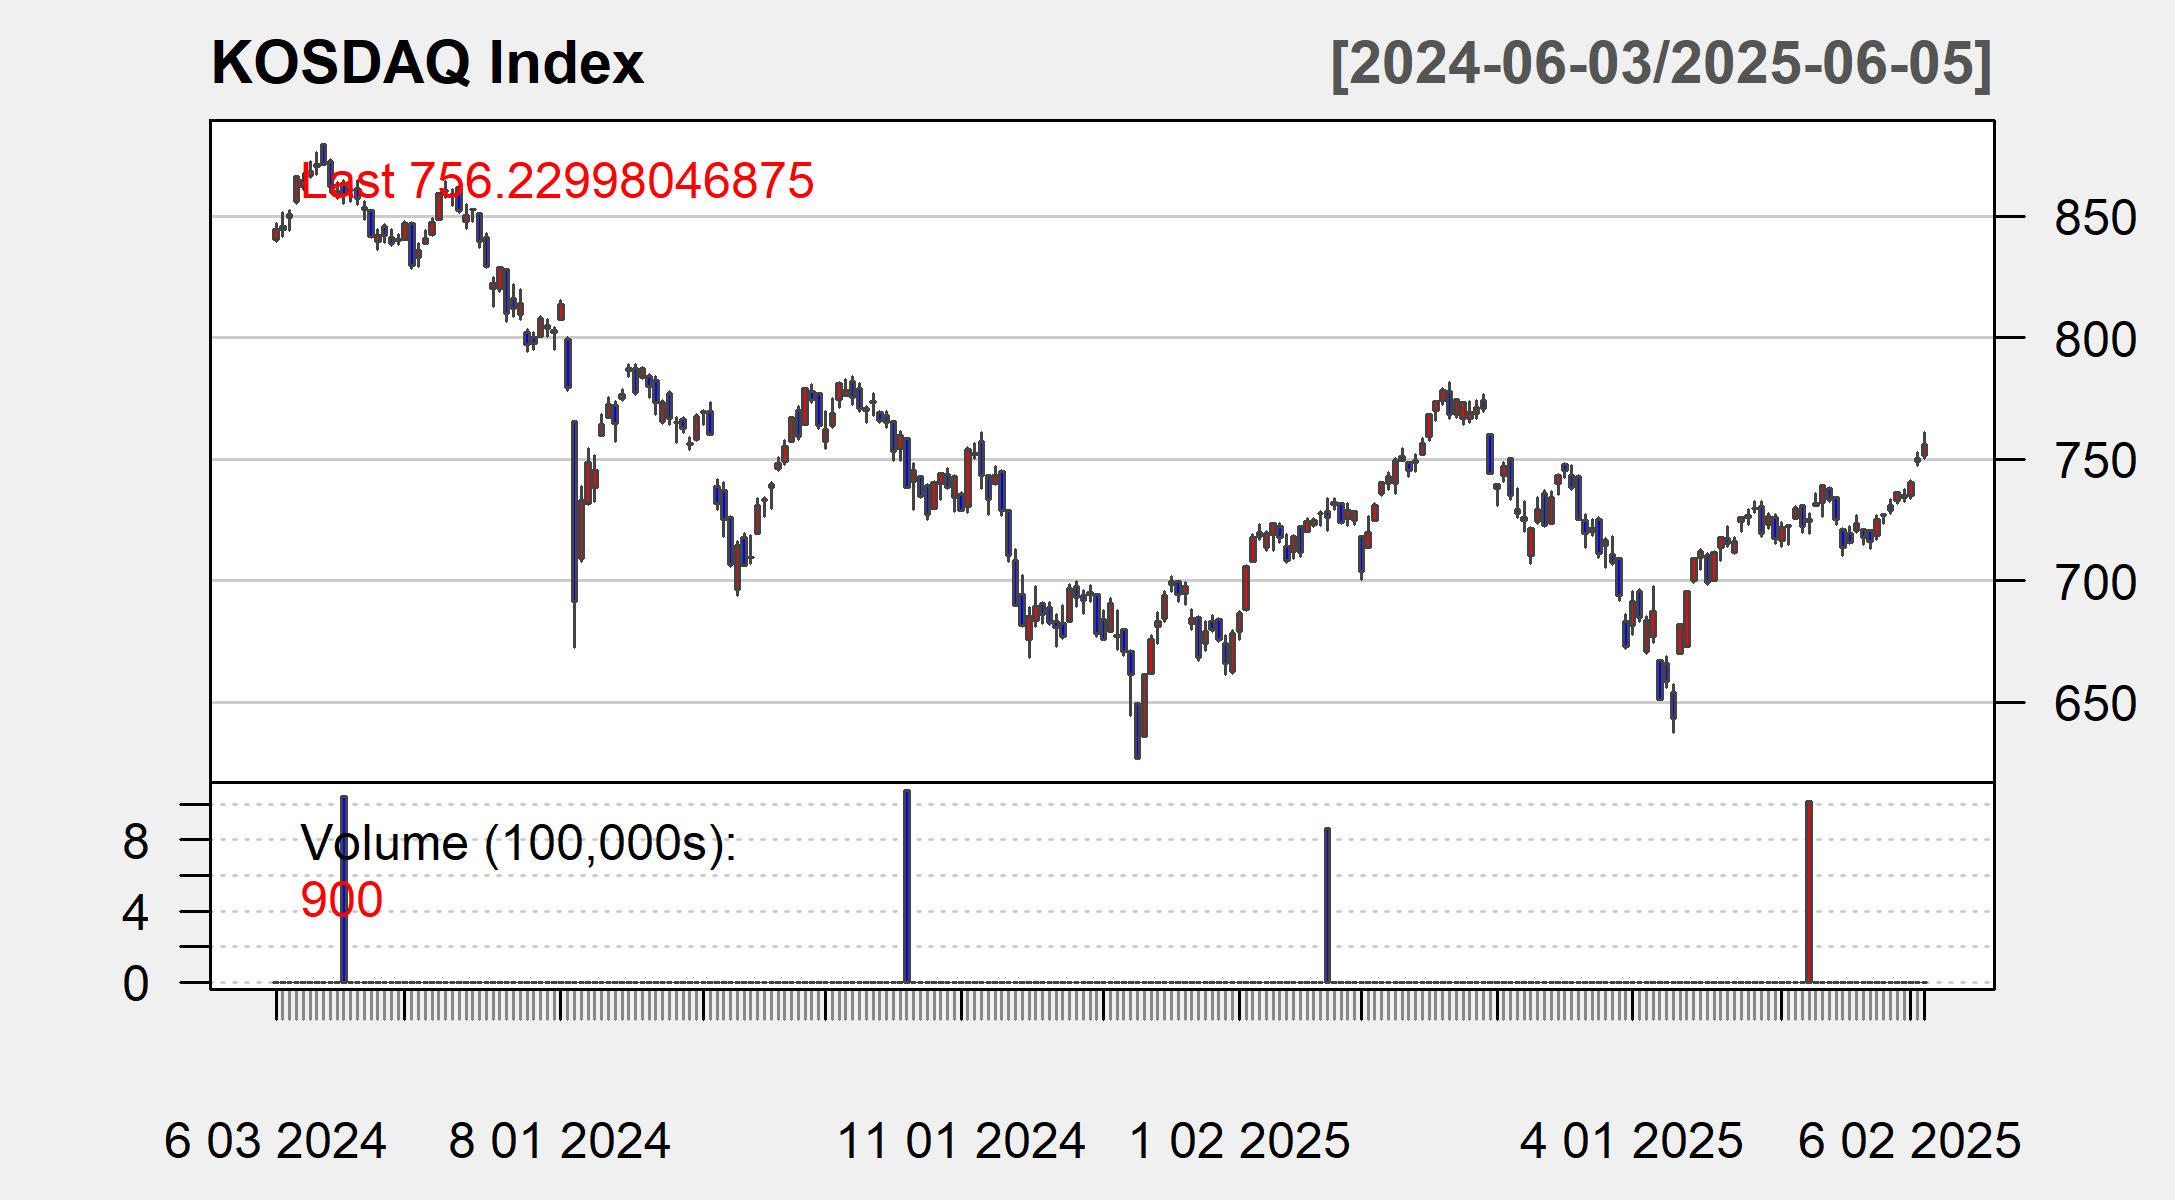 KOSDAQ Index
[2024-06-03/2025-06-05]
Last 756.22998046875
850
800
750
700
650
Volume (100,000s):
900
8
4
0
6 03 2024
8 01 2024
11 01 2024
1 02 2025
4 01 2025
6 02 2025